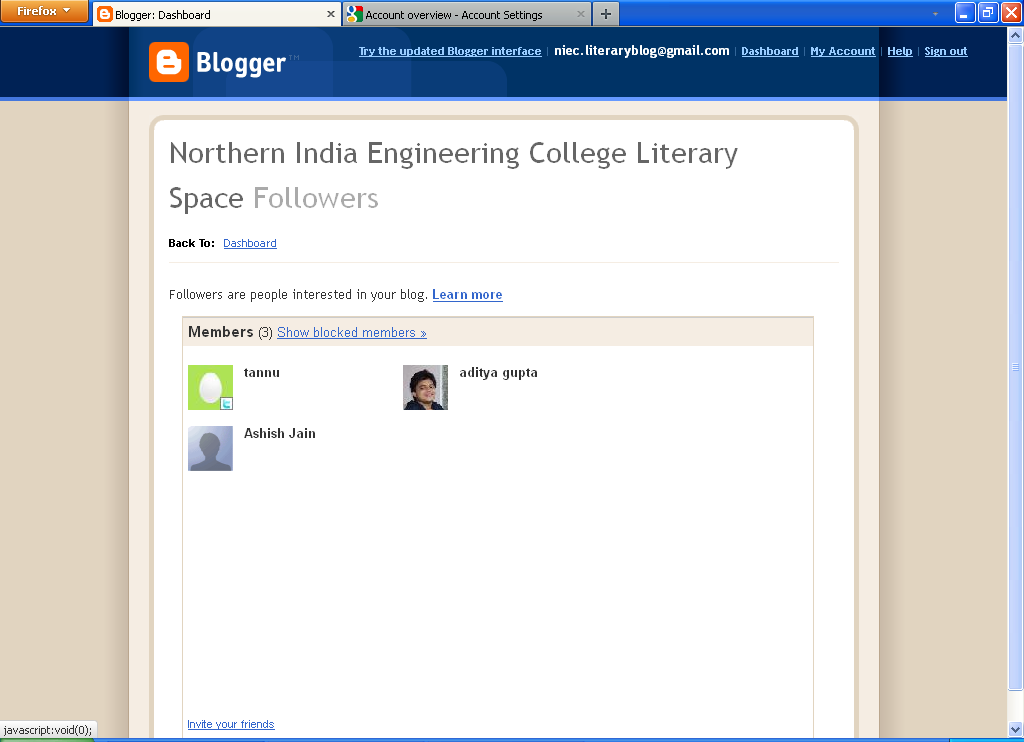 Firefox
Blogger: Dashboard
Account overview - Account Settings
Blogger™
Try the updated Blogger interface | niec.literaryblog@gmail.com | Dashboard | My Account | Help | Sign out
Northern India Engineering College Literary
Space Followers
Back To: Dashboard
Followers are people interested in your blog. Learn more
Members (3) Show blocked members »
tannu
aditya gupta
Ashish Jain
Invite your friends
javascript:void(0);